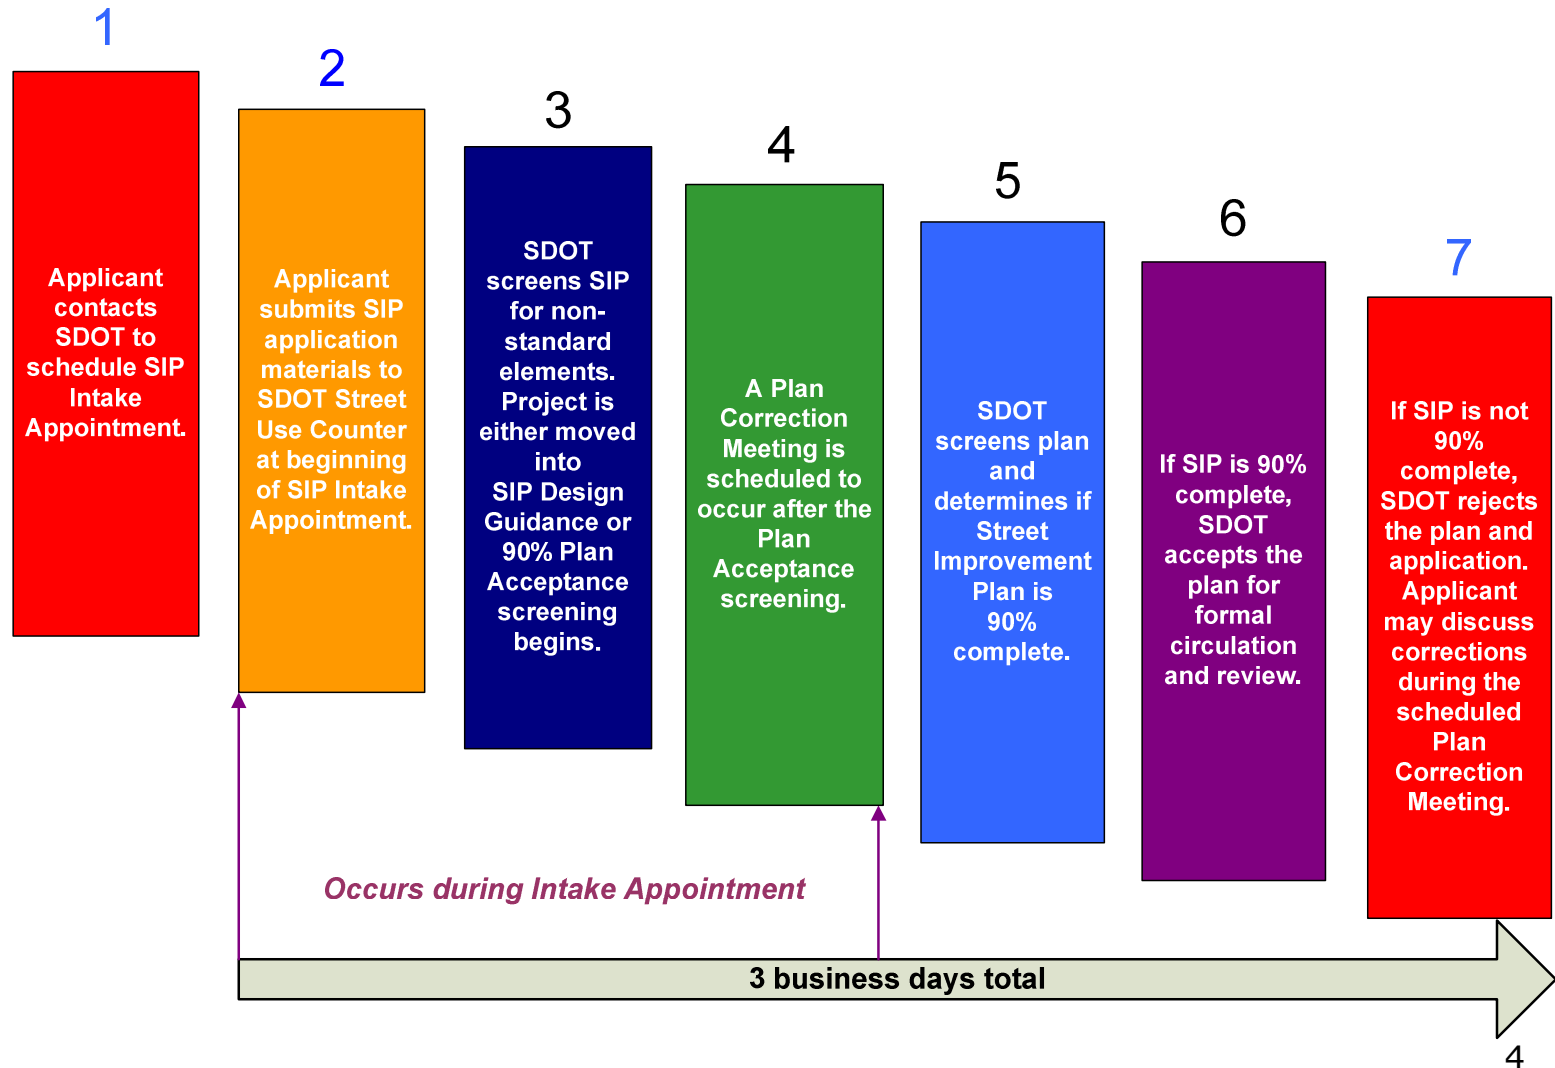 1
Applicant
contacts
SDOT to
schedule SIP
Intake
Appointment.
2
Applicant
submits SIP
application
materials to
SDOT Street
Use Counter
at beginning
of SIP Intake
Appointment.
3
SDOT
screens SIP
for non-
standard
elements.
Project is
either moved
into
SIP Design
Guidance or
90% Plan
Acceptance
screening
begins.
4
A Plan
Correction
Meeting is
scheduled to
occur after the
Plan
Acceptance
screening.
5
SDOT
screens plan
and
determines if
Street
Improvement
Plan is
90%
complete.
6
If SIP is 90%
complete,
SDOT
accepts the
plan for
formal
circulation
and review.
7
If SIP is not
90%
complete,
SDOT rejects
the plan and
application.
Applicant
may discuss
corrections
during the
scheduled
Plan
Correction
Meeting.
Occurs during Intake Appointment
3 business days total
4